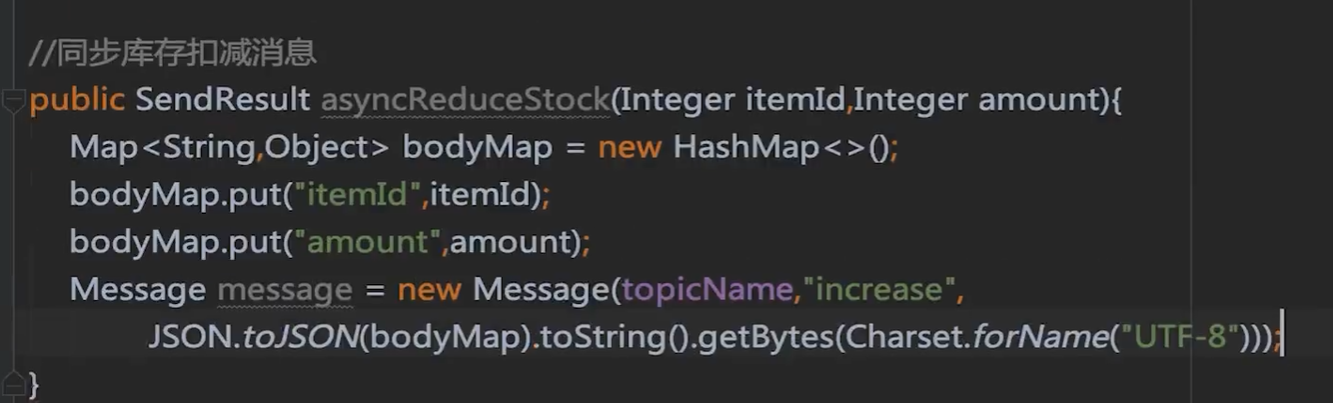 //同步库存扣减消息
public SendResult asyncReduceStock(Integer itemId,Integer amount){
Map<String,Object> bodyMap = new HashMap<>();
bodyMap.put("itemId",itemId);
bodyMap.put("amount",amount);
Message message = new Message(topicName,"increase",
JSON.toJSON(bodyMap).toString().getBytes(Charset.forName("UTF-8")));
}